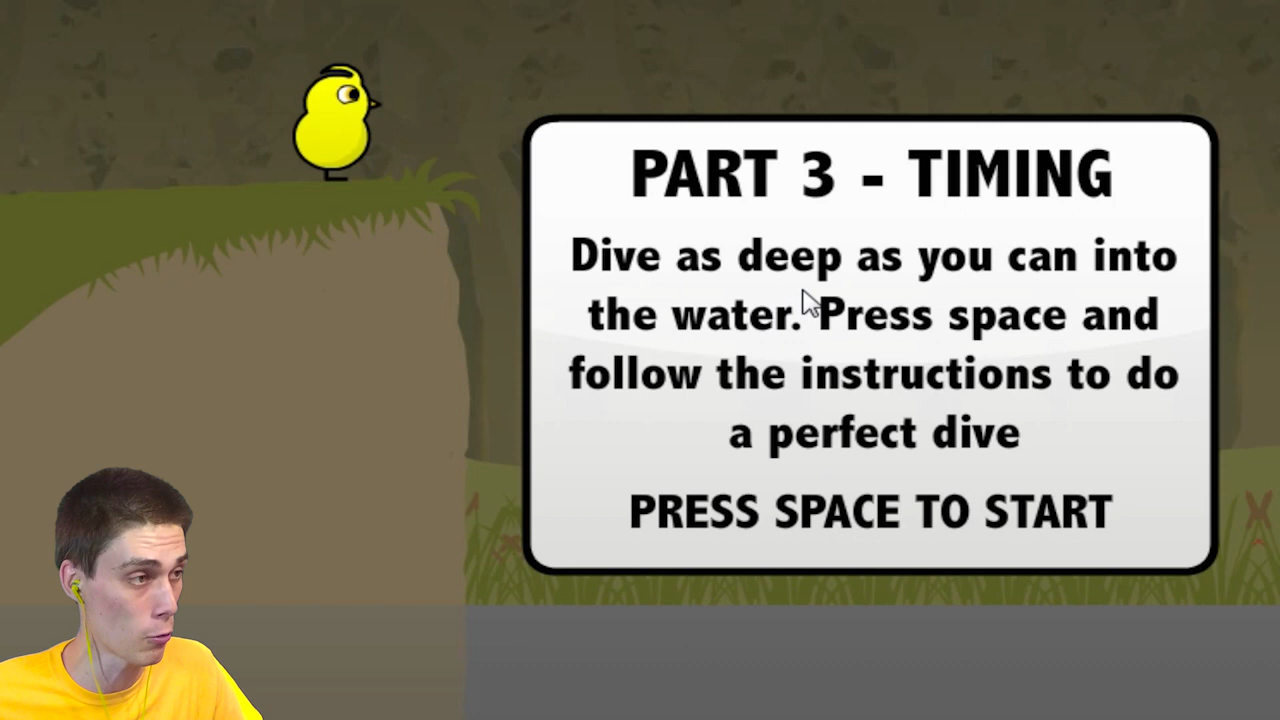 PART 3 - TIMING
Dive as deep as you can into
the water. Press space and
follow the instructions to do
a perfect dive
PRESS SPACE TO START